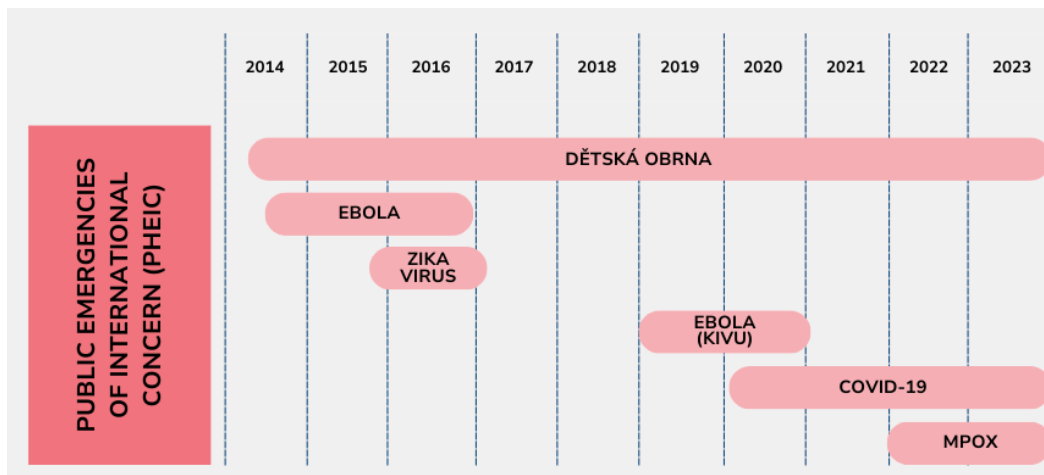 2014 2015 2016 2017 2018 2019 2020 2021 2022 2023
PUBLIC EMERGENCIES
OF INTERNATIONAL
CONCERN (PHEIC)
DĚTSKÁ OBRNA
EBOLA
ZIKA
VIRUS
EBOLA
(KIVU)
COVID-19
MPOX